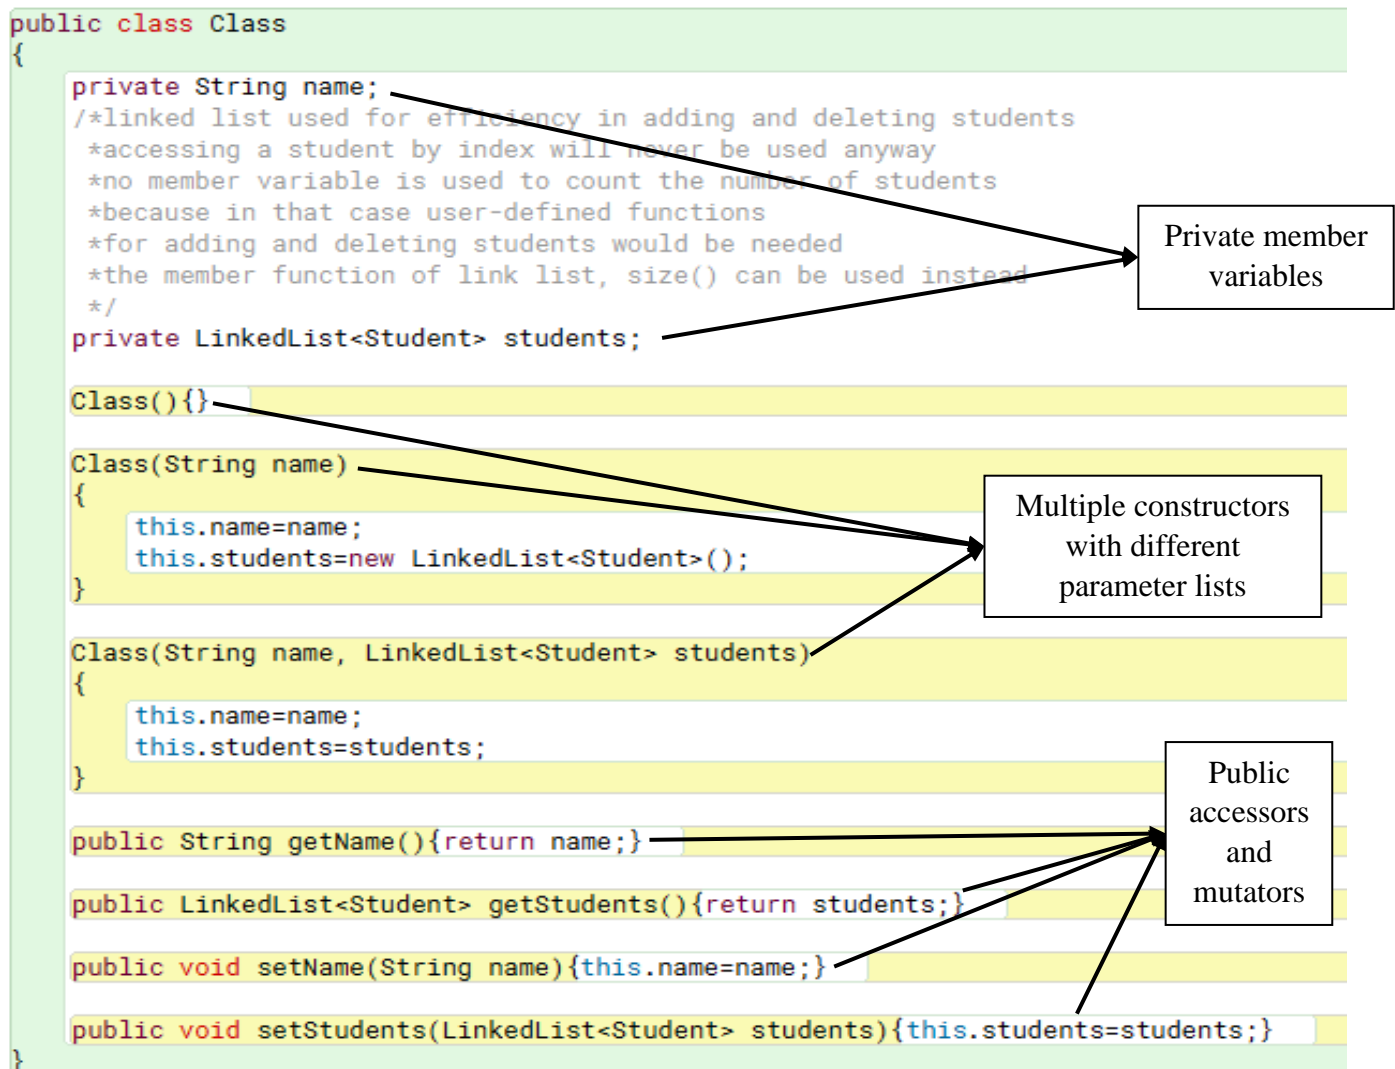 public class Class
{
private String name;
/*linked list used for efficiency in adding and deleting students
*accessing a student by index will never be used anyway
*no member variable is used to count the number of students
*because in that case user-defined functions
*for adding and deleting students would be needed
*the member function of link list, size() can be used instead
*/
private LinkedList<Student> students;
Private member
variables
Class(){}
Class(String name)
{
this.name=name;
this.students=new LinkedList<Student>();
}
Multiple constructors
with different
parameter lists
Class(String name, LinkedList<Student> students)
{
this.name=name;
this.students=students;
}
public String getName(){return name;}
public LinkedList<Student> getStudents(){return students;}
public void setName(String name){this.name=name;}
public void setStudents(LinkedList<Student> students){this.students=students;}
}
Public
accessors
and
mutators